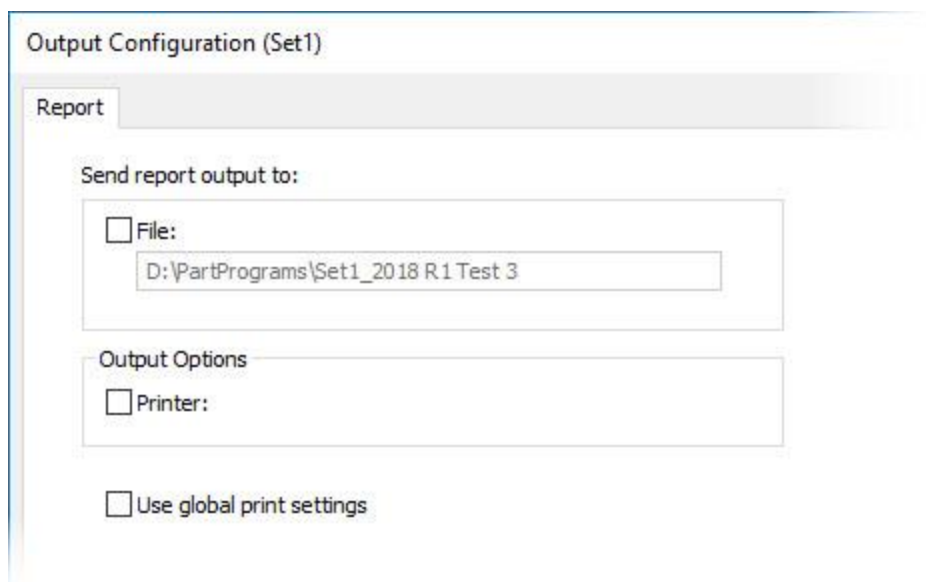 Output Configuration (Set1)
Report
Send report output to:
File:
D:\PartPrograms\Set1_2018 R1 Test 3
Output Options
Printer:
Use global print settings